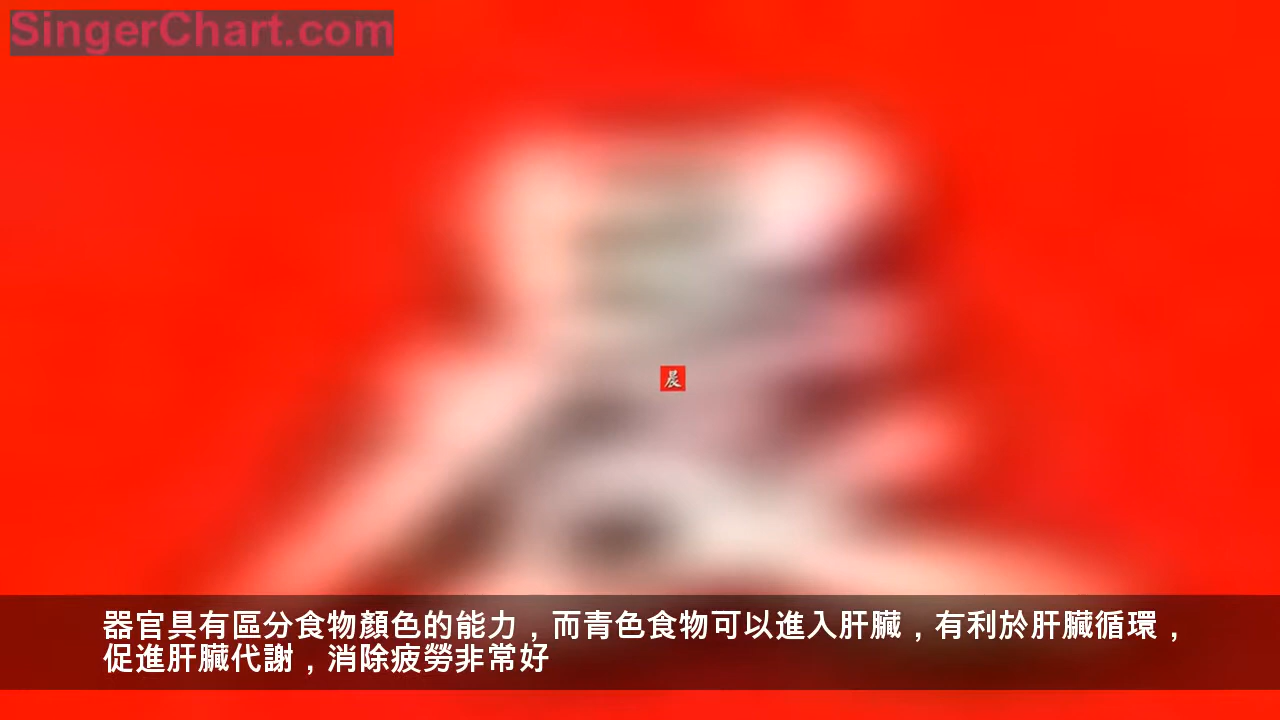 SingerChart.com
晨
器官具有區分食物顏色的能力，而青色食物可以進入肝臟，有利於肝臟循環，
促進肝臟代謝，消除疲勞非常好